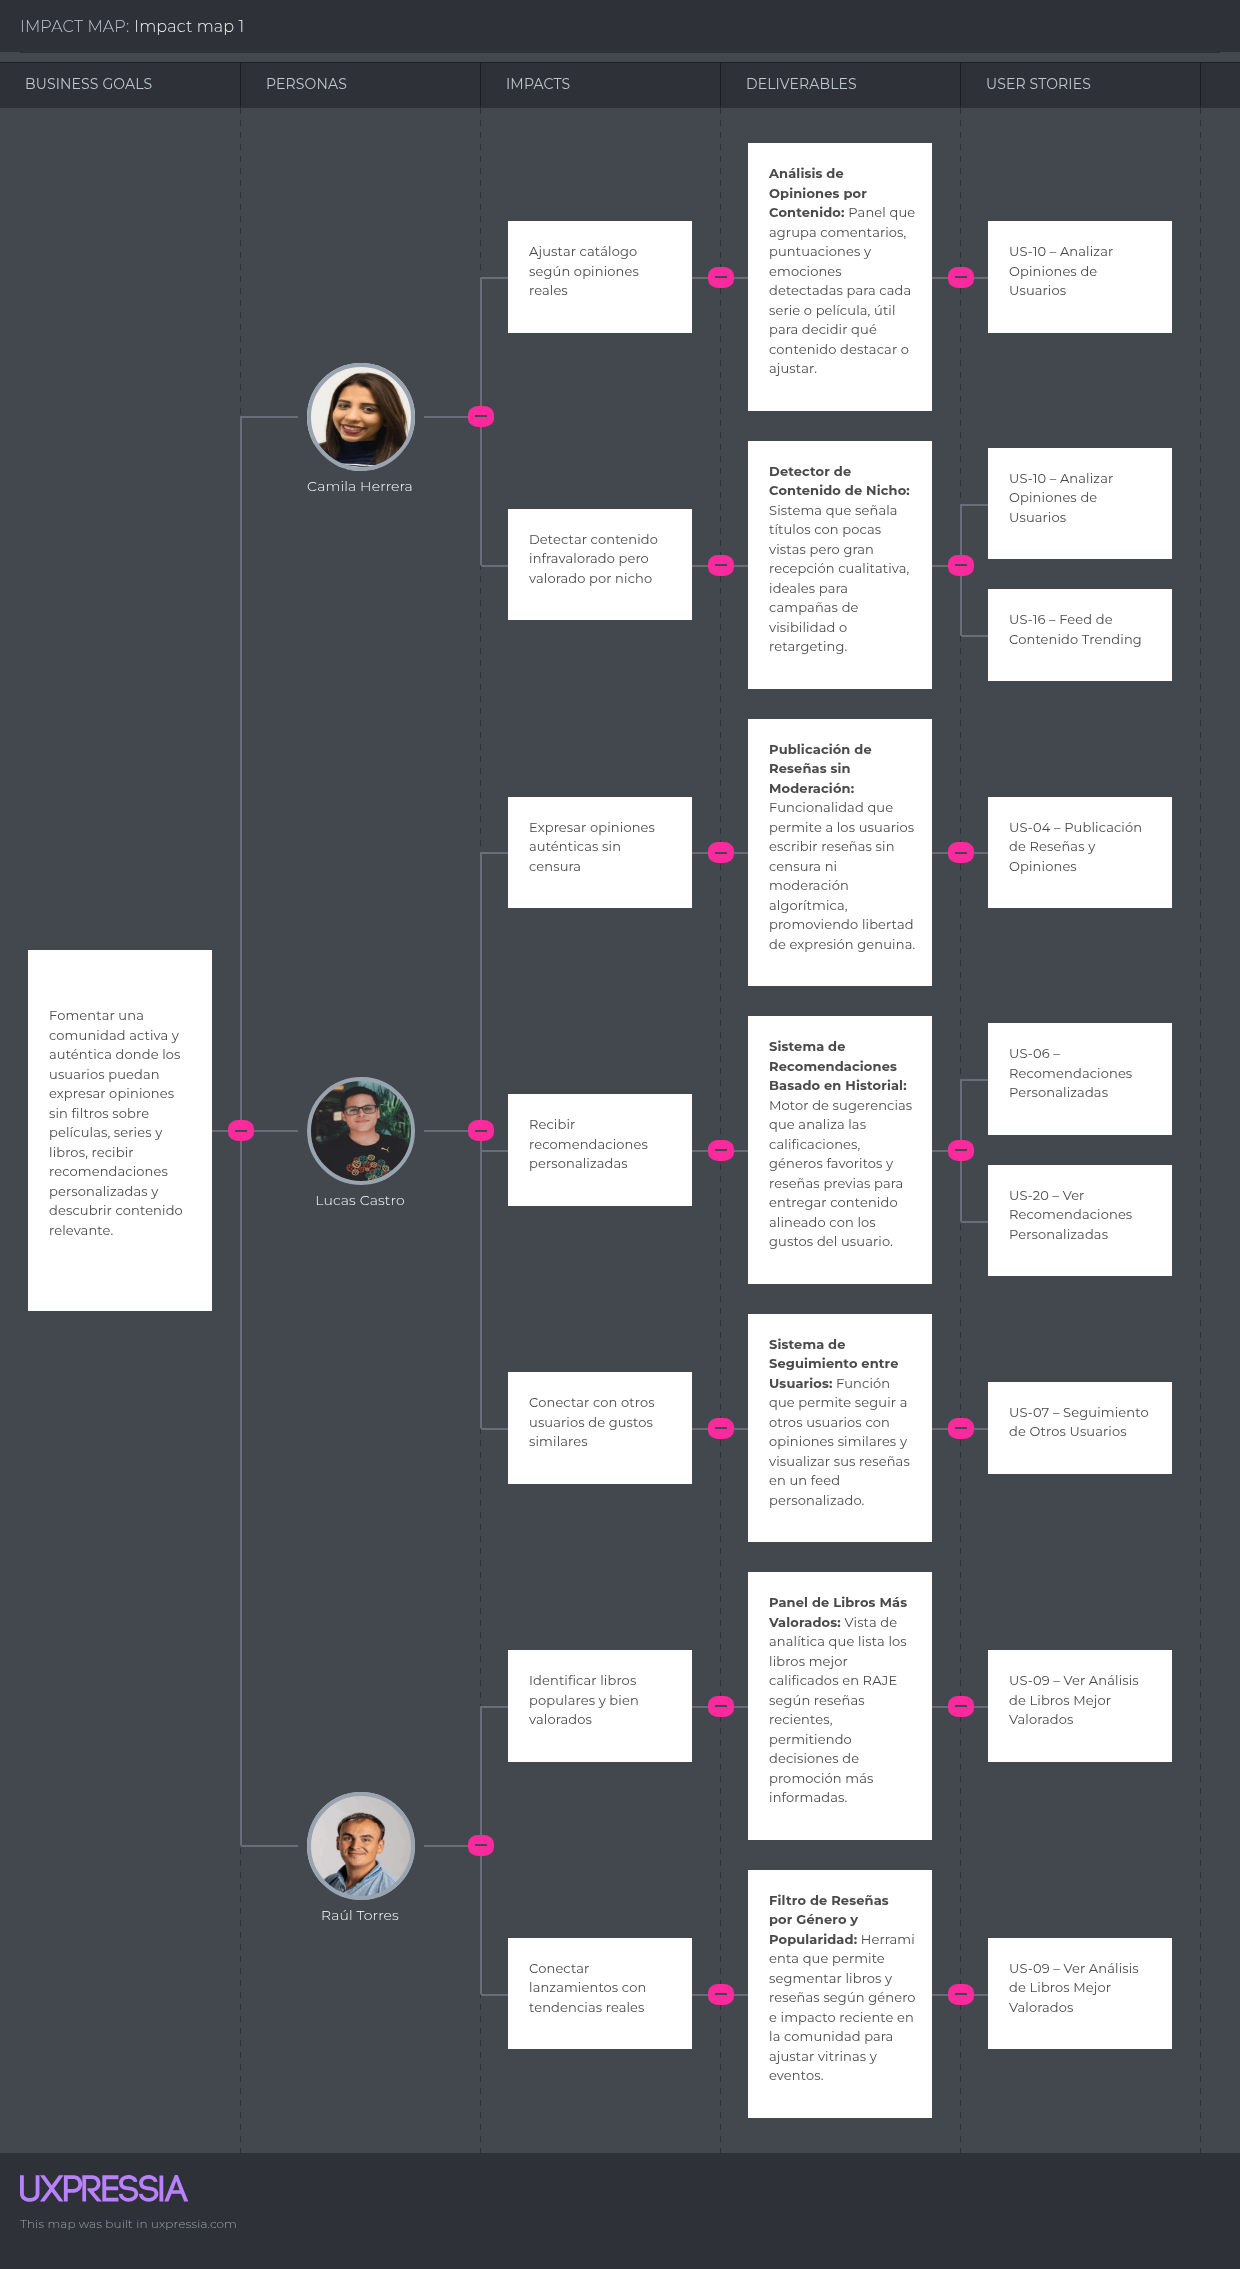 IMPACT MAP: Impact map 1
BUSINESS GOALS
PERSONAS
IMPACTS
DELIVERABLES
USER STORIES
Fomentar una
comunidad activa y
auténtica donde los
usuarios puedan
expresar opiniones
sin filtros sobre
películas, series y
libros, recibir
recomendaciones
personalizadas y
descubrir contenido
relevante.
Camila Herrera
Ajustar catálogo
según opiniones
reales
Análisis de
Opiniones por
Contenido: Panel que
agrupa comentarios,
puntuaciones y
emociones
detectadas para cada
serie o película, útil
para decidir qué
contenido destacar o
ajustar.
US-10 – Analizar
Opiniones de
Usuarios
Detectar contenido
infravalorado pero
valorado por nicho
Detector de
Contenido de Nicho:
Sistema que señala
títulos con pocas
vistas pero gran
recepción cualitativa,
ideales para
campañas de
visibilidad o
retargeting.
US-10 – Analizar
Opiniones de
Usuarios
US-16 – Feed de
Contenido Trending
Lucas Castro
Expresar opiniones
auténticas sin
censura
Publicación de
Reseñas sin
Moderación:
Funcionalidad que
permite a los usuarios
escribir reseñas sin
censura ni
moderación
algorítmica,
promoviendo libertad
de expresión genuina.
US-04 – Publicación
de Reseñas y
Opiniones
Recibir
recomendaciones
personalizadas
Sistema de
Recomendaciones
Basado en Historial:
Motor de sugerencias
que analiza las
calificaciones,
géneros favoritos y
reseñas previas para
entregar contenido
alineado con los
gustos del usuario.
US-06 –
Recomendaciones
Personalizadas
US-20 – Ver
Recomendaciones
Personalizadas
Conectar con otros
usuarios de gustos
similares
Sistema de
Seguimiento entre
Usuarios: Función
que permite seguir a
otros usuarios con
opiniones similares y
visualizar sus reseñas
en un feed
personalizado.
US-07 – Seguimiento
de Otros Usuarios
Raúl Torres
Identificar libros
populares y bien
valorados
Panel de Libros Más
Valorados: Vista de
analítica que lista los
libros mejor
calificados en RAJE
según reseñas
recientes,
permitiendo
decisiones de
promoción más
informadas.
US-09 – Ver Análisis
de Libros Mejor
Valorados
Conectar
lanzamientos con
tendencias reales
Filtro de Reseñas
por Género y
Popularidad: Herrami
enta que permite
segmentar libros y
reseñas según género
e impacto reciente en
la comunidad para
ajustar vitrinas y
eventos.
US-09 – Ver Análisis
de Libros Mejor
Valorados
UXPRESSIA
This map was built in uxpressia.com